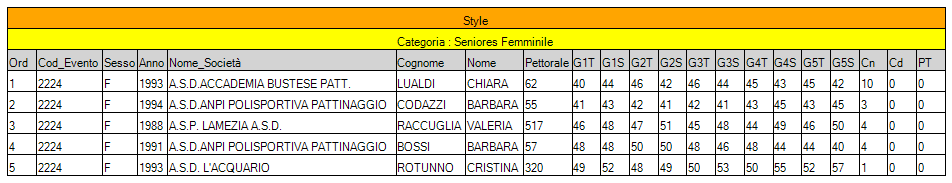 Style
Categoria : Seniores Femminile
Ord Cod_Evento Sesso Anno Nome_Società Cognome Nome Pettorale G1T G1S G2T G2S G3T G3S G4T G4S G5T G5S Cn Cd PT
1 2224 F 1993 A.S.D.ACCADEMIA BUSTESE PATT. LUALDI CHIARA 62 40 44 46 42 46 44 45 43 45 42 10 0 0
2 2224 F 1994 A.S.D.ANPI POLISPORTIVA PATTINAGGIO CODAZZI BARBARA 55 41 43 42 41 42 41 43 45 43 45 3 0 0
3 2224 F 1988 A.S.P. LAMEZIA A.S.D. RACCUGLIA VALERIA 517 46 48 47 51 45 48 44 49 46 50 4 0 0
4 2224 F 1991 A.S.D.ANPI POLISPORTIVA PATTINAGGIO BOSSI BARBARA 57 48 48 50 50 48 46 48 44 44 40 4 0 0
5 2224 F 1993 A.S.D. L'ACQUARIO ROTUNNO CRISTINA 320 49 52 48 49 50 53 50 55 52 57 1 0 0